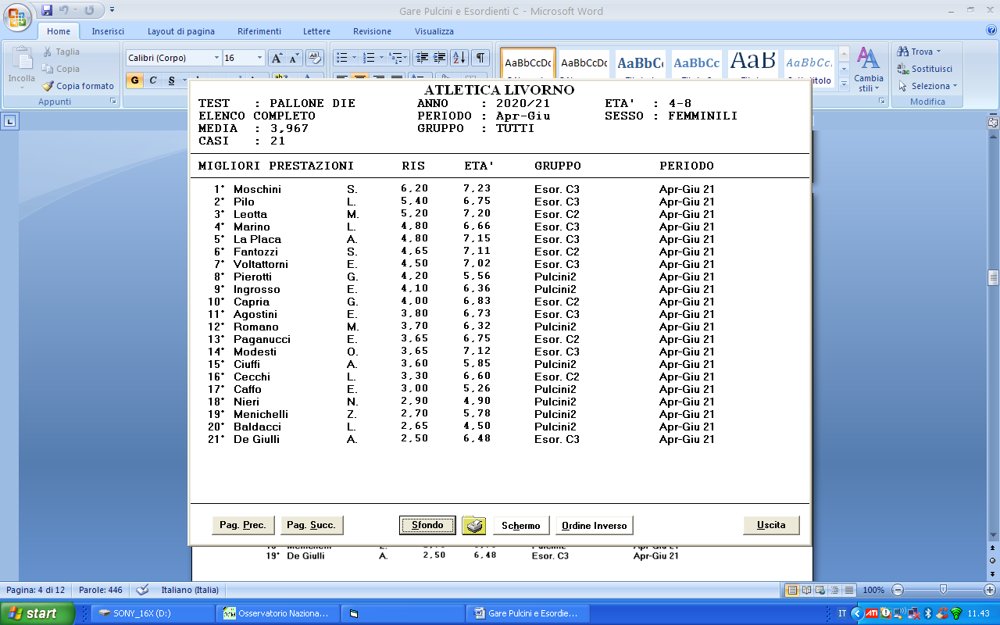 Gare Pulcini e Esordienti C - Microsoft Word
Home Inserisci Layout di pagina Riferimenti Lettere Revisione Visualizza
Incolla
Taglia
Copia
Copia formato
Appunti
Calibri (Corpo) 16
G C S
AaBbCcDc AaBbCcDc AaBbC AaBbCc AaB AaBbCc.
Cambia stili
Trova
Sostituisci
Seleziona
Modifica
ATLETICA LIVORNO
TEST : PALLONE DIE ANNO : 2020/21 ETA' : 4-8
ELENCO COMPLETO PERIODO : Apr-Giu SESSO : FEMMINILI
MEDIA : 3,967 GRUPPO : TUTTI
CASI : 21
MIGLIORI PRESTAZIONI RIS ETA' GRUPPO PERIODO
1° Moschini S. 6,20 7,23 Esor. C3 Apr-Giu 21
2° Pilo L. 5,40 6,75 Esor. C3 Apr-Giu 21
3° Leotta M. 5,20 7,20 Esor. C2 Apr-Giu 21
4° Marino L. 4,80 6,66 Esor. C3 Apr-Giu 21
5° La Placa A. 4,80 7,15 Esor. C3 Apr-Giu 21
6° Fantozzi S. 4,65 7,11 Esor. C2 Apr-Giu 21
7° Voltattorni E. 4,50 7,02 Esor. C3 Apr-Giu 21
8° Pierotti G. 4,20 5,56 Pulcini2 Apr-Giu 21
9° Ingrosso E. 4,10 6,36 Pulcini2 Apr-Giu 21
10° Capria G. 4,00 6,83 Esor. C2 Apr-Giu 21
11° Agostini E. 3,80 6,73 Esor. C3 Apr-Giu 21
12° Romano M. 3,70 6,32 Pulcini2 Apr-Giu 21
13° Paganucci E. 3,65 6,75 Esor. C2 Apr-Giu 21
14° Modesti O. 3,65 7,12 Esor. C3 Apr-Giu 21
15° Ciuffi A. 3,60 5,85 Pulcini2 Apr-Giu 21
16° Cecchi L. 3,30 6,60 Esor. C2 Apr-Giu 21
17° Caffo E. 3,00 5,26 Pulcini2 Apr-Giu 21
18° Nieri N. 2,90 4,90 Pulcini2 Apr-Giu 21
19° Menichelli Z. 2,70 5,78 Pulcini2 Apr-Giu 21
20° Baldacci L. 2,65 4,50 Pulcini2 Apr-Giu 21
21° De Giulli A. 2,50 6,48 Esor. C3 Apr-Giu 21
Pag. Prec. Pag. Succ. Sfondo Schermo Ordine Inverso Uscita
19° De Giulli A. 2,50 6,48 Esor. C3 Apr-Giu 21
Pagina: 4 di 12 Parole: 446 Italiano (Italia) 100%
start SONY_16X (D:) Osservatorio Naziona... Gare Pulcini e Esordie... IT 11.43